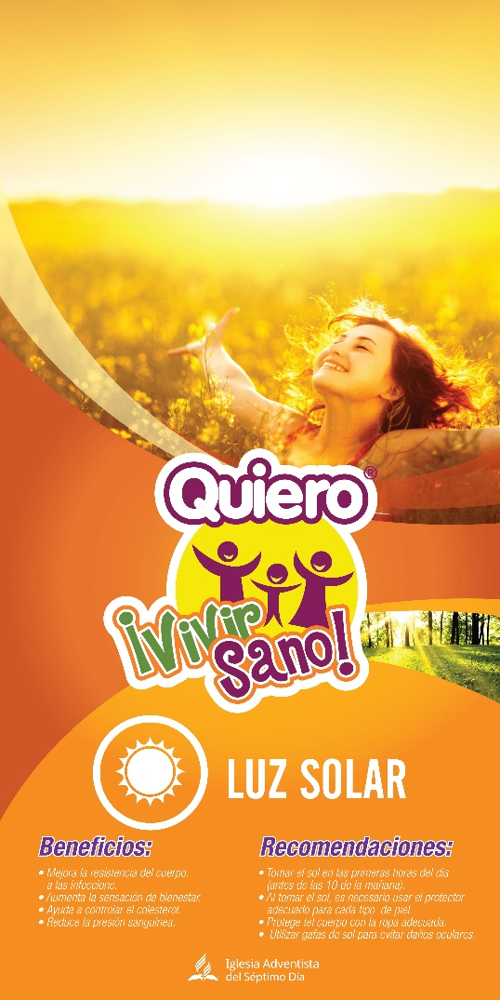 Quiero®
¡Vivir
Sano!
LUZ SOLAR
Beneficios:
• Mejora la resistencia del cuerpo.
a las infeccione.
• Aumenta la sensación de bienestar.
• Ayuda a controlar el colesterol.
• Reduce la presión sanguínea.
Recomendaciones:
• Tomar el sol en las primeras horas del día
(antes de las 10 de la mañana).
• Al tomar el sol, es necesario usar el protector
adecuado para cada tipo de piel.
• Protege tel cuerpo con la ropa adecuada.
• Utilizar gafas de sol para evitar daños oculares.
Iglesia Adventista
del Séptimo Día